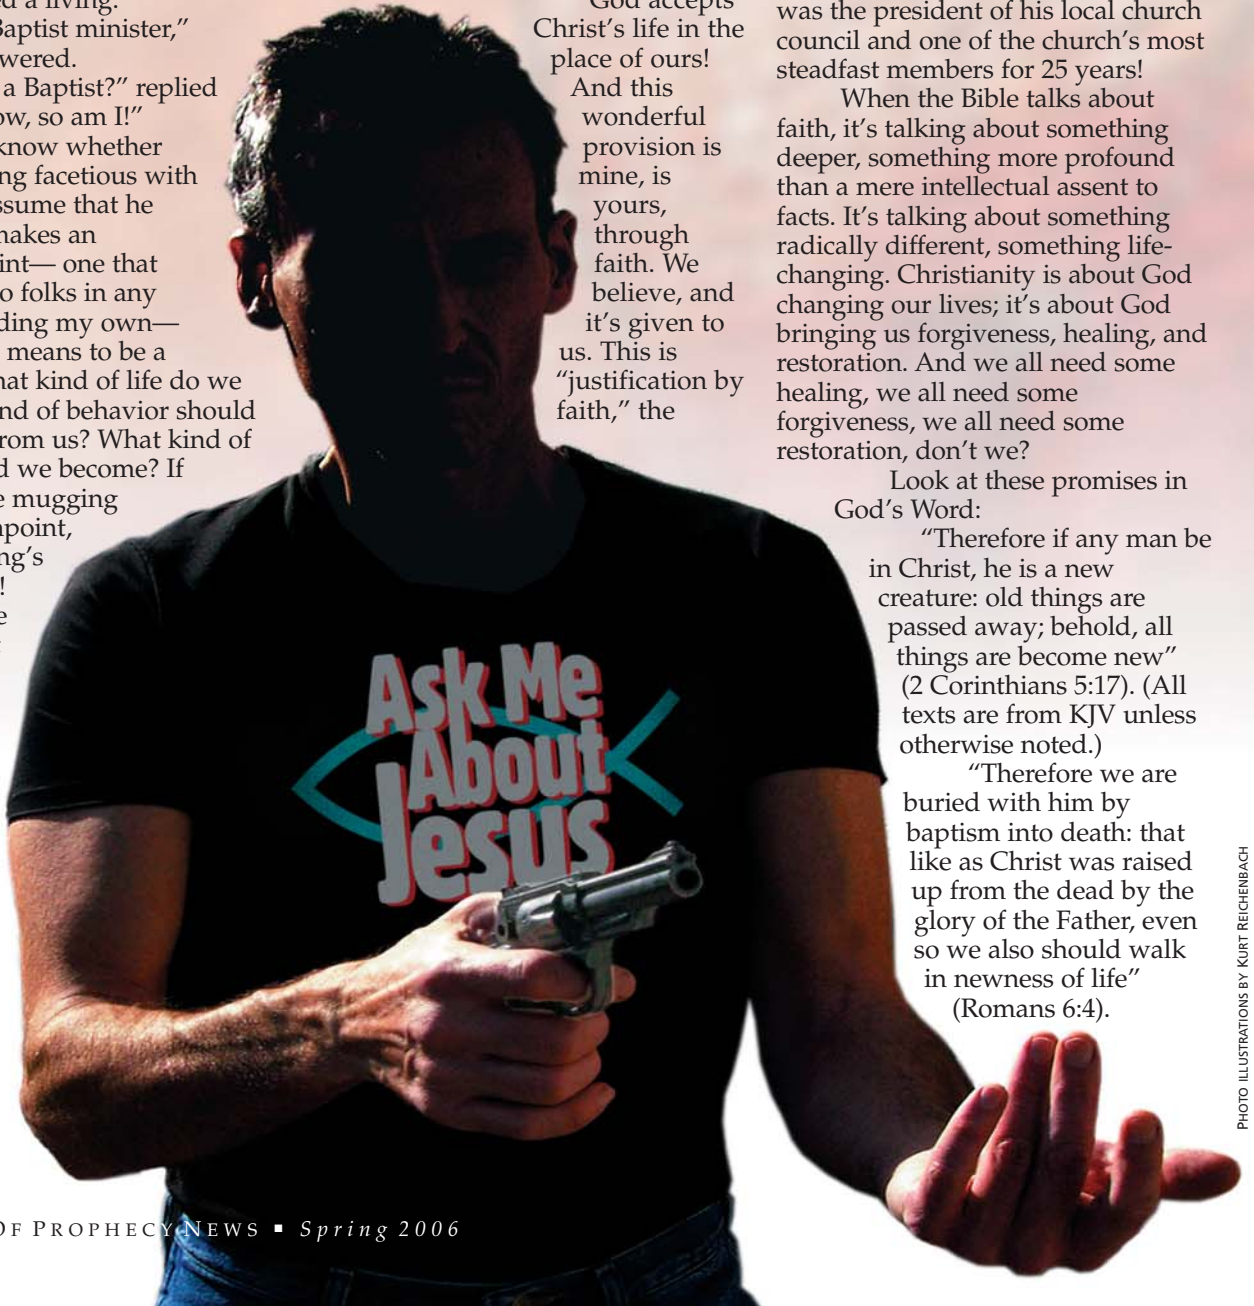 ed a living.
Baptist minister,”
wered.
a Baptist?” replied
ow, so am I!”
know whether
ng facetious with
ssume that he
makes an
int— one that
o folks in any
ding my own—
means to be a
hat kind of life do we
nd of behavior should
rom us? What kind of
d we become? If
e mugging
npoint,
ng’s
!
e
God accepts
Christ’s life in the
place of ours!
And this
wonderful
provision is
mine, is
yours,
through
faith. We
believe, and
it’s given to
us. This is
“justification by
faith,” the
was the president of his local church
council and one of the church’s most
steadfast members for 25 years!
When the Bible talks about
faith, it’s talking about something
deeper, something more profound
than a mere intellectual assent to
facts. It’s talking about something
radically different, something life-
changing. Christianity is about God
changing our lives; it’s about God
bringing us forgiveness, healing, and
restoration. And we all need some
healing, we all need some
forgiveness, we all need some
restoration, don’t we?
Look at these promises in
God’s Word:
“Therefore if any man be
in Christ, he is a new
creature: old things are
passed away; behold, all
things are become new”
(2 Corinthians 5:17). (All
texts are from KJV unless
otherwise noted.)
“Therefore we are
buried with him by
baptism into death: that
like as Christ was raised
up from the dead by the
glory of the Father, even
so we also should walk
in newness of life”
(Romans 6:4).
Ask Me
About
Jesus
PHOTO ILLUSTRATIONS BY KURT REICHENBACH
OF PROPHECY NEWS ■ Spring 2006